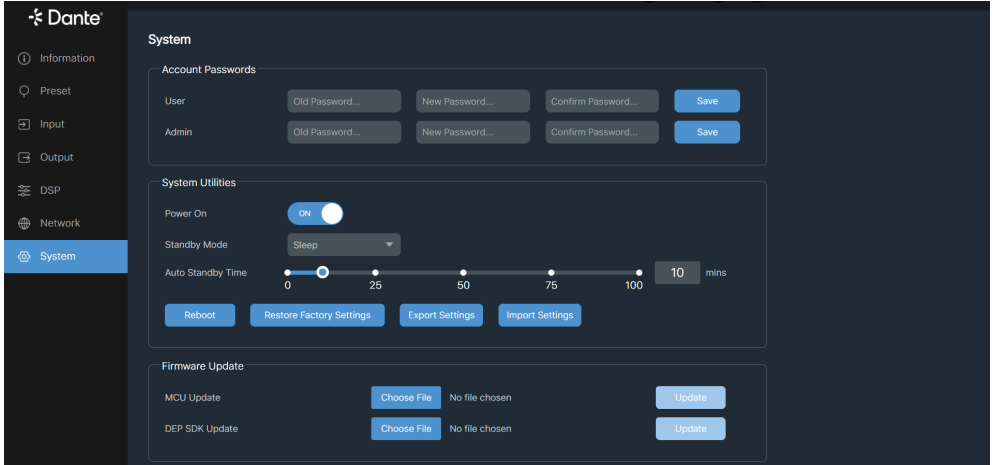 Dante®
Information
Preset
Input
Output
DSP
Network
System
System
Account Passwords
User Old Password... New Password... Confirm Password... Save
Admin Old Password... New Password... Confirm Password... Save
System Utilities
Power On ON
Standby Mode Sleep
Auto Standby Time 10 mins
0 25 50 75 100
Reboot Restore Factory Settings Export Settings Import Settings
Firmware Update
MCU Update Choose File No file chosen Update
DEP SDK Update Choose File No file chosen Update